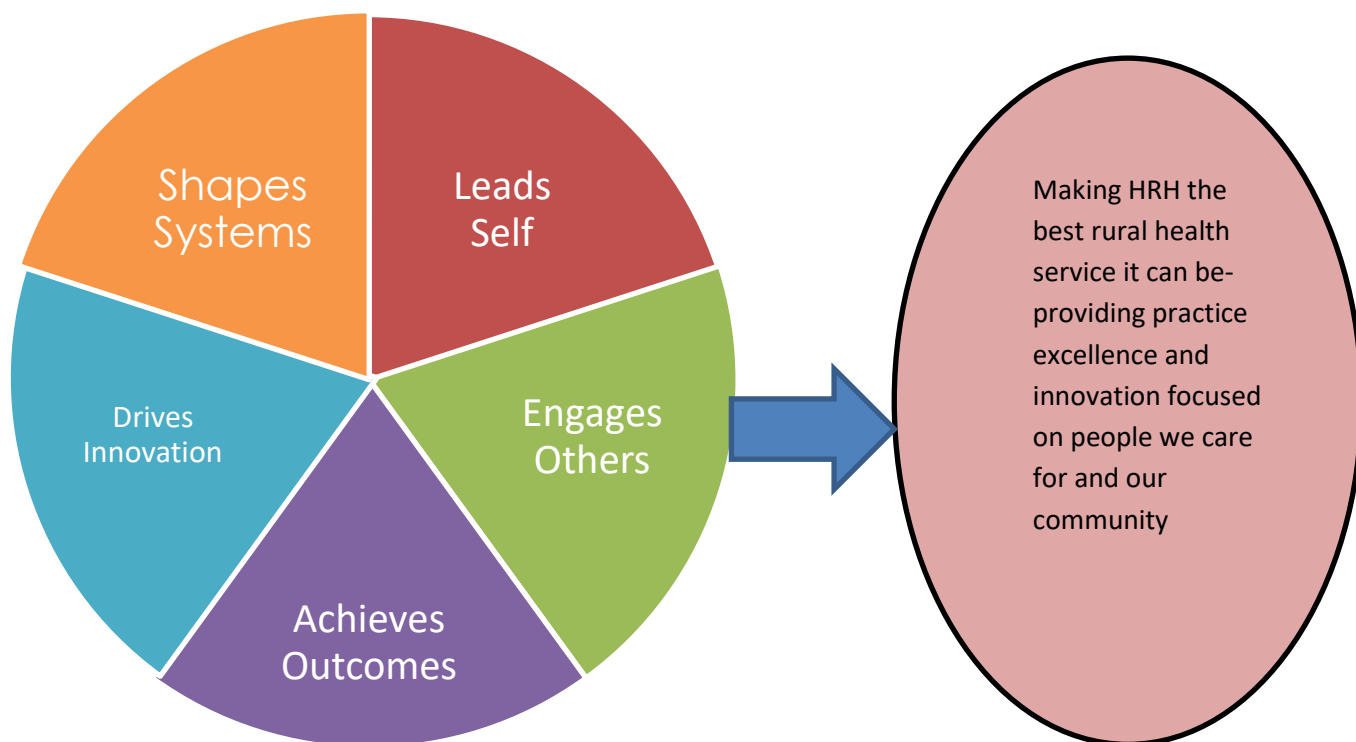 Shapes
Systems
Leads
Self
Engages
Others
Achieves
Outcomes
Drives
Innovation
Making HRH the
best rural health
service it can be-
providing practice
excellence and
innovation focused
on people we care
for and our
community